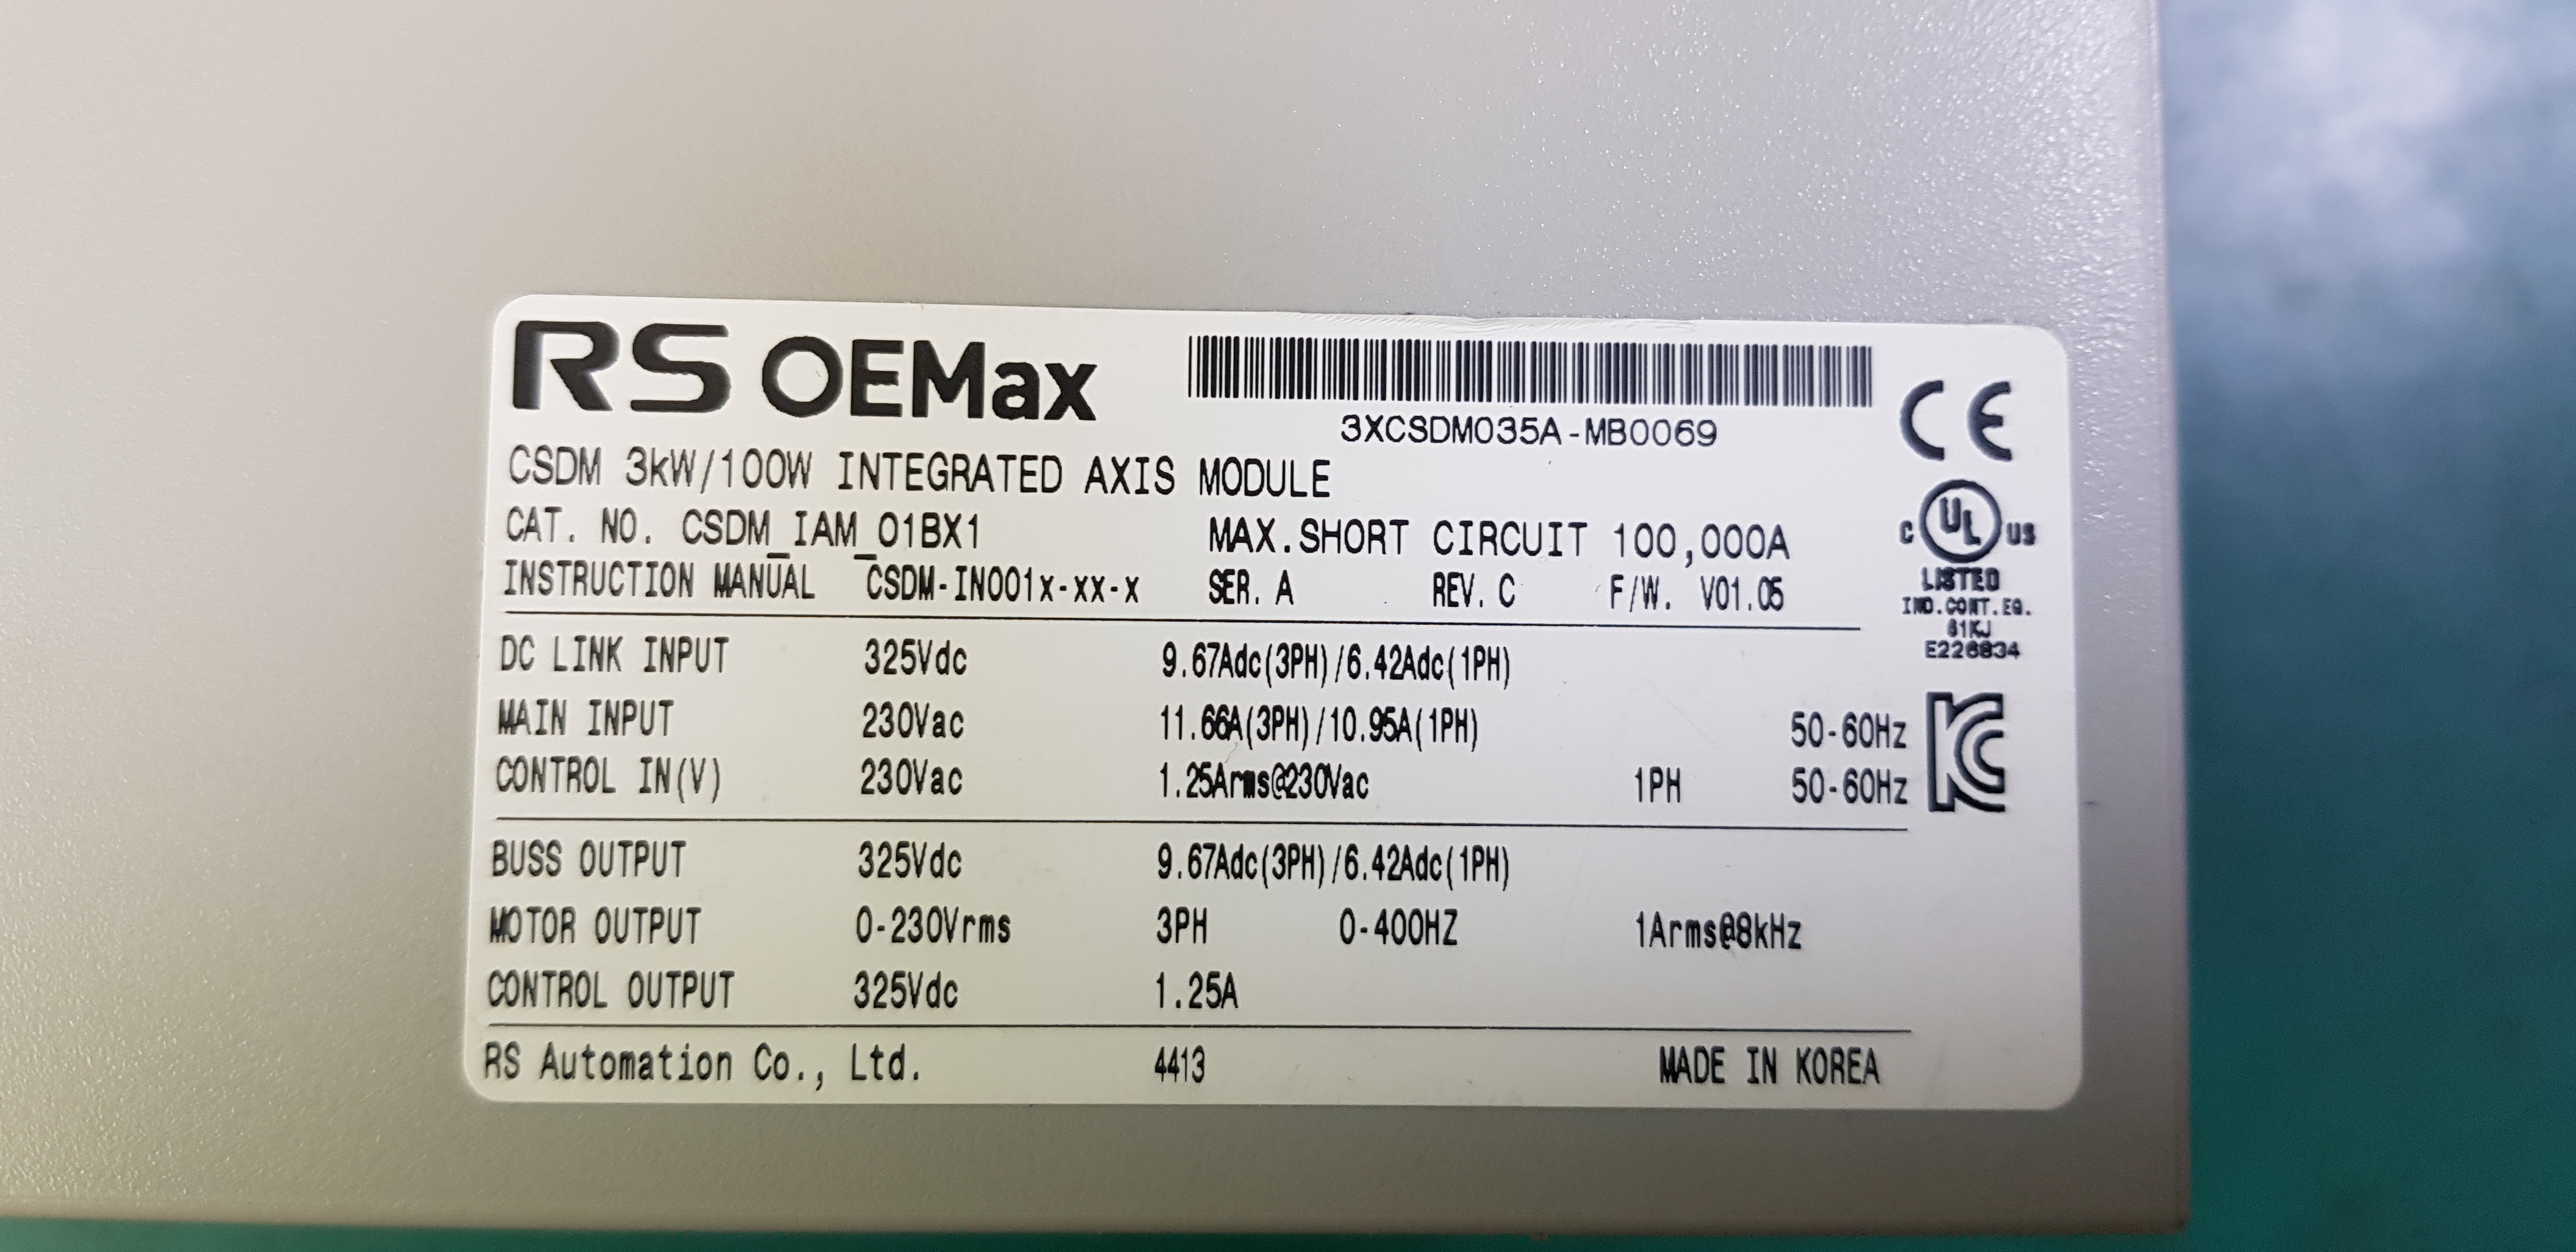 RS OEMax
3XCSDM035A-MB0069
CE
CSDM 3kW/100W INTEGRATED AXIS MODULE
CAT. NO. CSDM_IAM_01BX1 MAX.SHORT CIRCUIT 100,000A
C UL US
INSTRUCTION MANUAL CSDM-IN001x-xx-x SER. A REV. C F/W. V01.05
LISTED
IND.CONT.EQ.
61KJ
E226834
DC LINK INPUT 325Vdc 9.67Adc(3PH)/6.42Adc(1PH)
MAIN INPUT 230Vac 11.66A(3PH)/10.95A(1PH) 50-60Hz
CONTROL IN(V) 230Vac 1.25Arms@230Vac 1PH 50-60Hz
KC
BUSS OUTPUT 325Vdc 9.67Adc(3PH)/6.42Adc(1PH)
MOTOR OUTPUT 0-230Vrms 3PH 0-400HZ 1Arms@8kHz
CONTROL OUTPUT 325Vdc 1.25A
RS Automation Co., Ltd. 4413 MADE IN KOREA